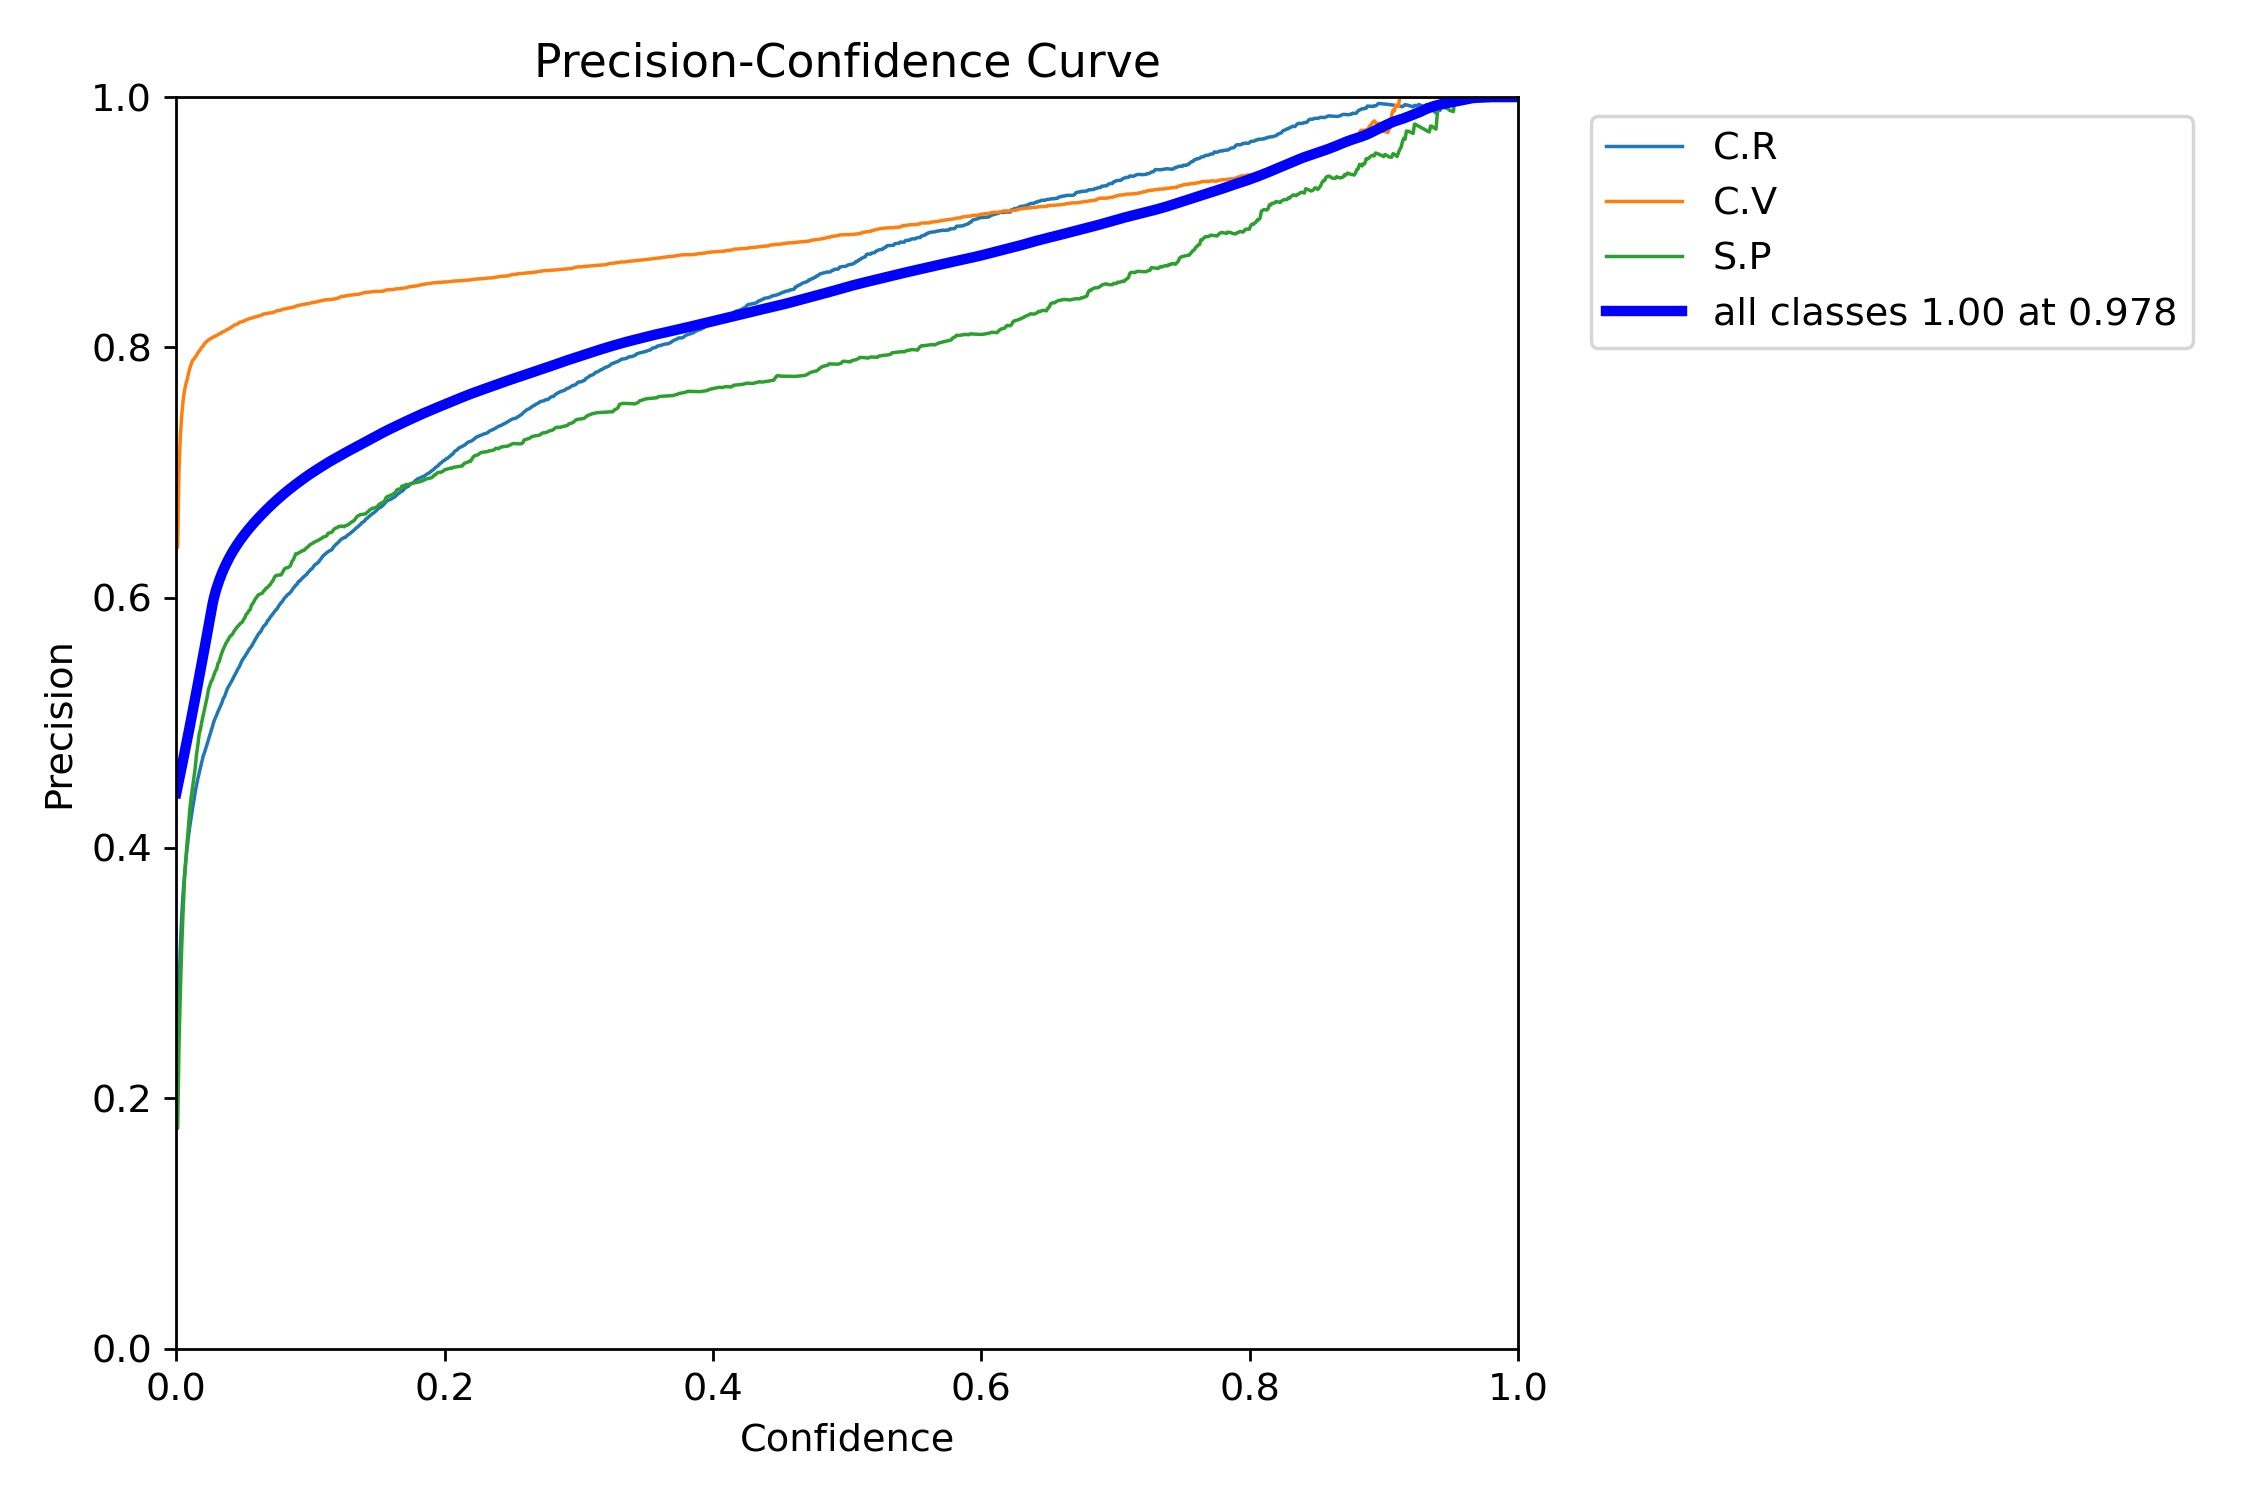 Precision-Confidence Curve
1.0
0.8
0.6
0.4
0.2
0.0
Precision
0.0 0.2 0.4 0.6 0.8 1.0
Confidence
C.R
C.V
S.P
all classes 1.00 at 0.978